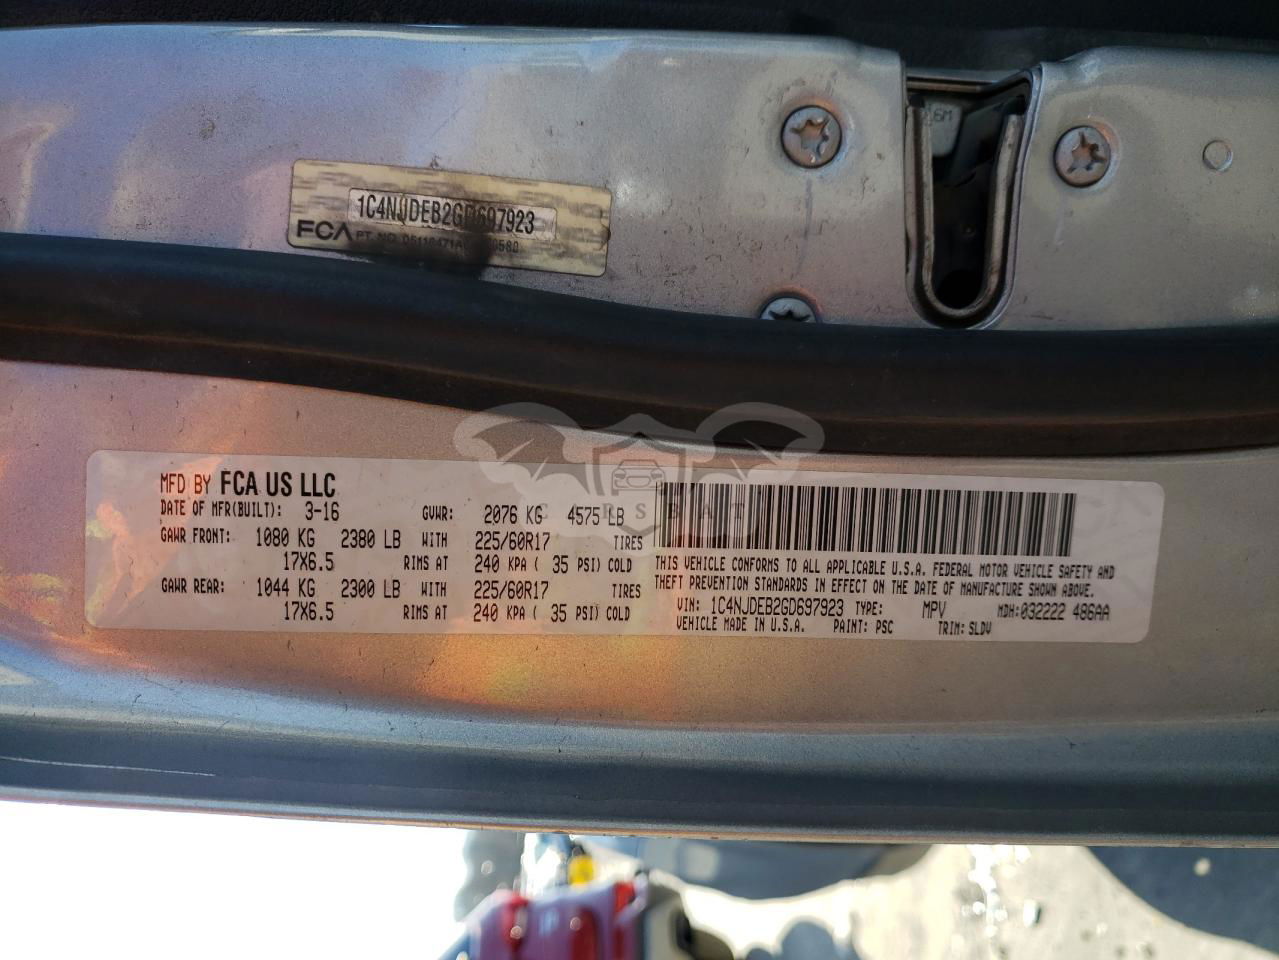 6M
1C4NJDEB2GD697923
FCA PT. NO.
MFD BY FCA US LLC
DATE OF MFR(BUILT): 3-16 GVWR: 2076 KG 4575 LB
GAWR FRONT: 1080 KG 2380 LB WITH 225/60R17 TIRES
17X6.5 RIMS AT 240 KPA ( 35 PSI) COLD
GAWR REAR: 1044 KG 2300 LB WITH 225/60R17 TIRES
17X6.5 RIMS AT 240 KPA ( 35 PSI) COLD
THIS VEHICLE CONFORMS TO ALL APPLICABLE U.S.A. FEDERAL MOTOR VEHICLE SAFETY AND
THEFT PREVENTION STANDARDS IN EFFECT ON THE DATE OF MANUFACTURE SHOWN ABOVE.
VIN: 1C4NJDEB2GD697923 TYPE: MPV MDH:032222 486AA
VEHICLE MADE IN U.S.A. PAINT: PSC TRIM: SLDV